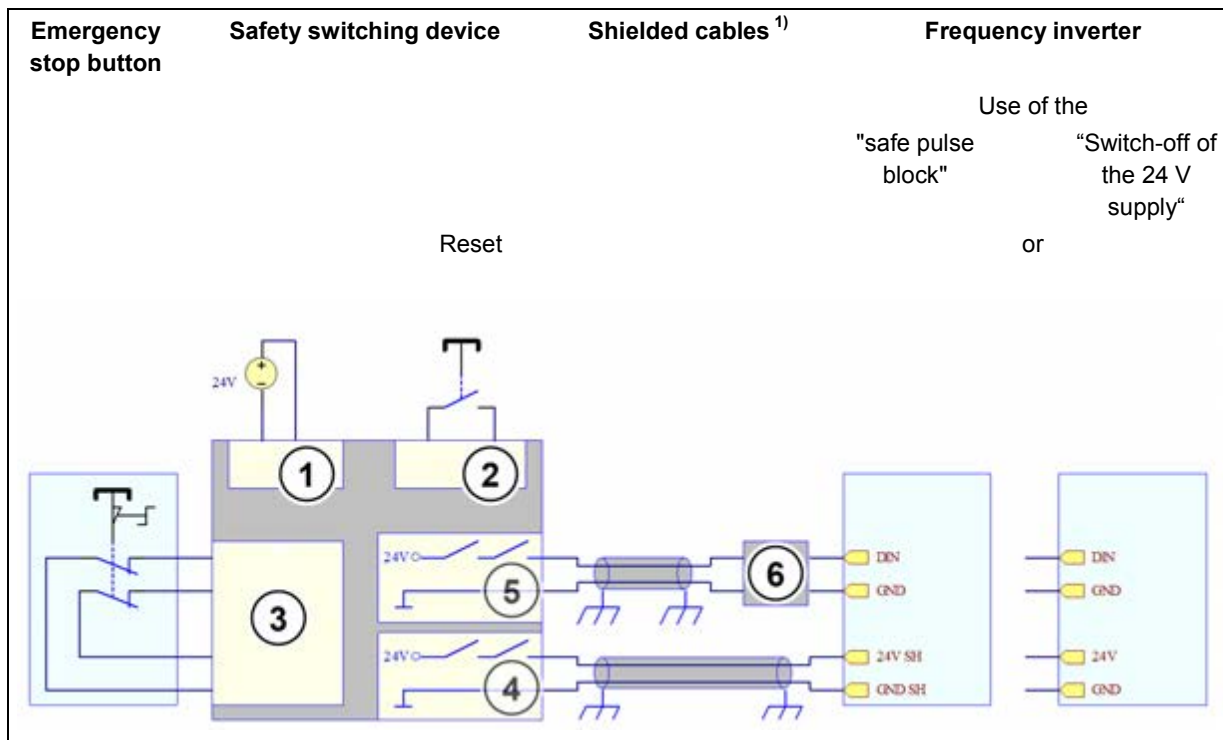 Emergency stop button
Safety switching device
Shielded cables 1)
Frequency inverter
Use of the
"safe pulse block"
“Switch-off of the 24 V supply“
Reset
or
24V
+
−
1
2
3
24V
5
6
DIN
GND
DIN
GND
24V
4
24V SH
GND SH
24V
GND